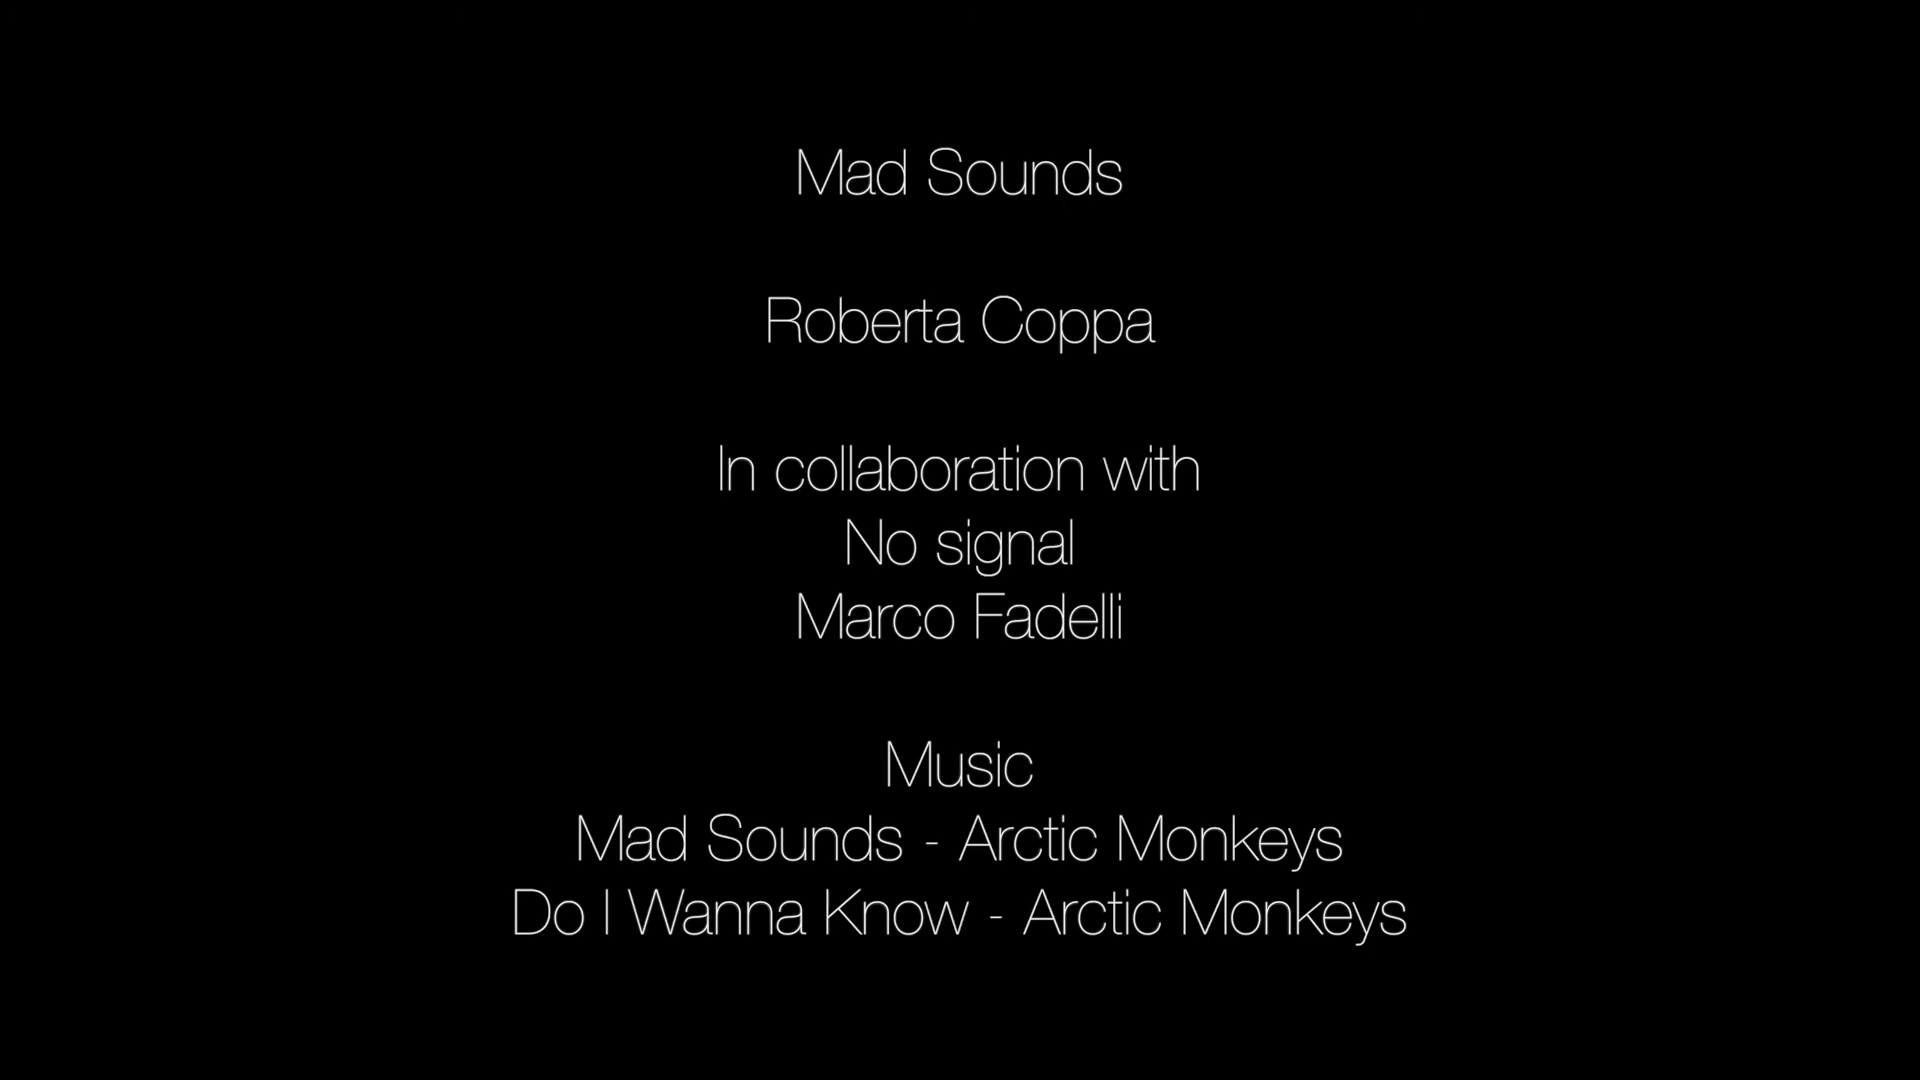 Mad Sounds
Roberta Coppa
In collaboration with
No signal
Marco Fadelli
Music
Mad Sounds - Arctic Monkeys
Do I Wanna Know - Arctic Monkeys